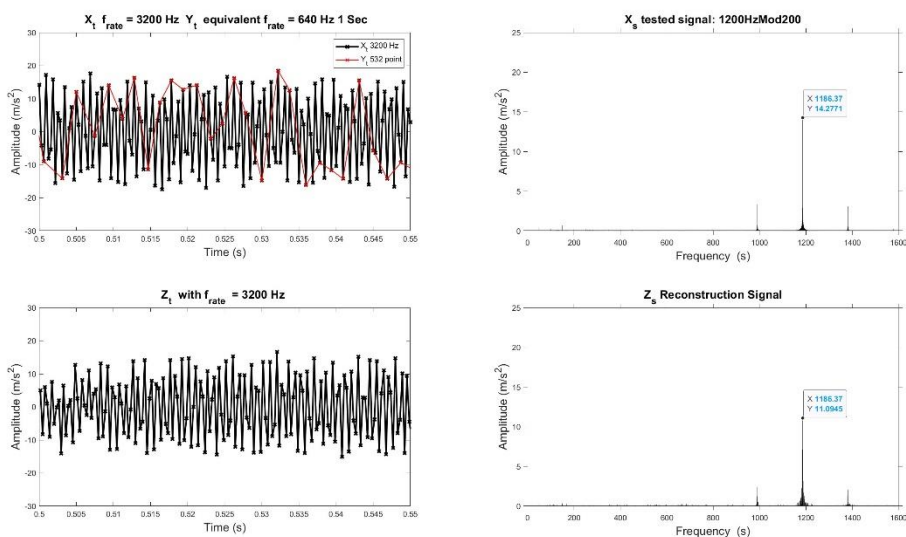 X_t f_rate = 3200 Hz Y_t equivalent f_rate = 640 Hz 1 Sec
X_t 3200 Hz
Y_t 532 point
30
20
10
0
-10
-20
-30
Amplitude (m/s²)
0.5 0.505 0.51 0.515 0.52 0.525 0.53 0.535 0.54 0.545 0.55
Time (s)
X_s tested signal: 1200HzMod200
25
20
15
10
5
0
Amplitude (m/s²)
X 1186.37
Y 14.2771
0 200 400 600 800 1000 1200 1400 1600
Frequency (s)
Z_t with f_rate = 3200 Hz
30
20
10
0
-10
-20
-30
Amplitude (m/s²)
0.5 0.505 0.51 0.515 0.52 0.525 0.53 0.535 0.54 0.545 0.55
Time (s)
Z_s Reconstruction Signal
25
20
15
10
5
0
Amplitude (m/s²)
X 1186.37
Y 11.0945
0 200 400 600 800 1000 1200 1400 1600
Frequency (s)